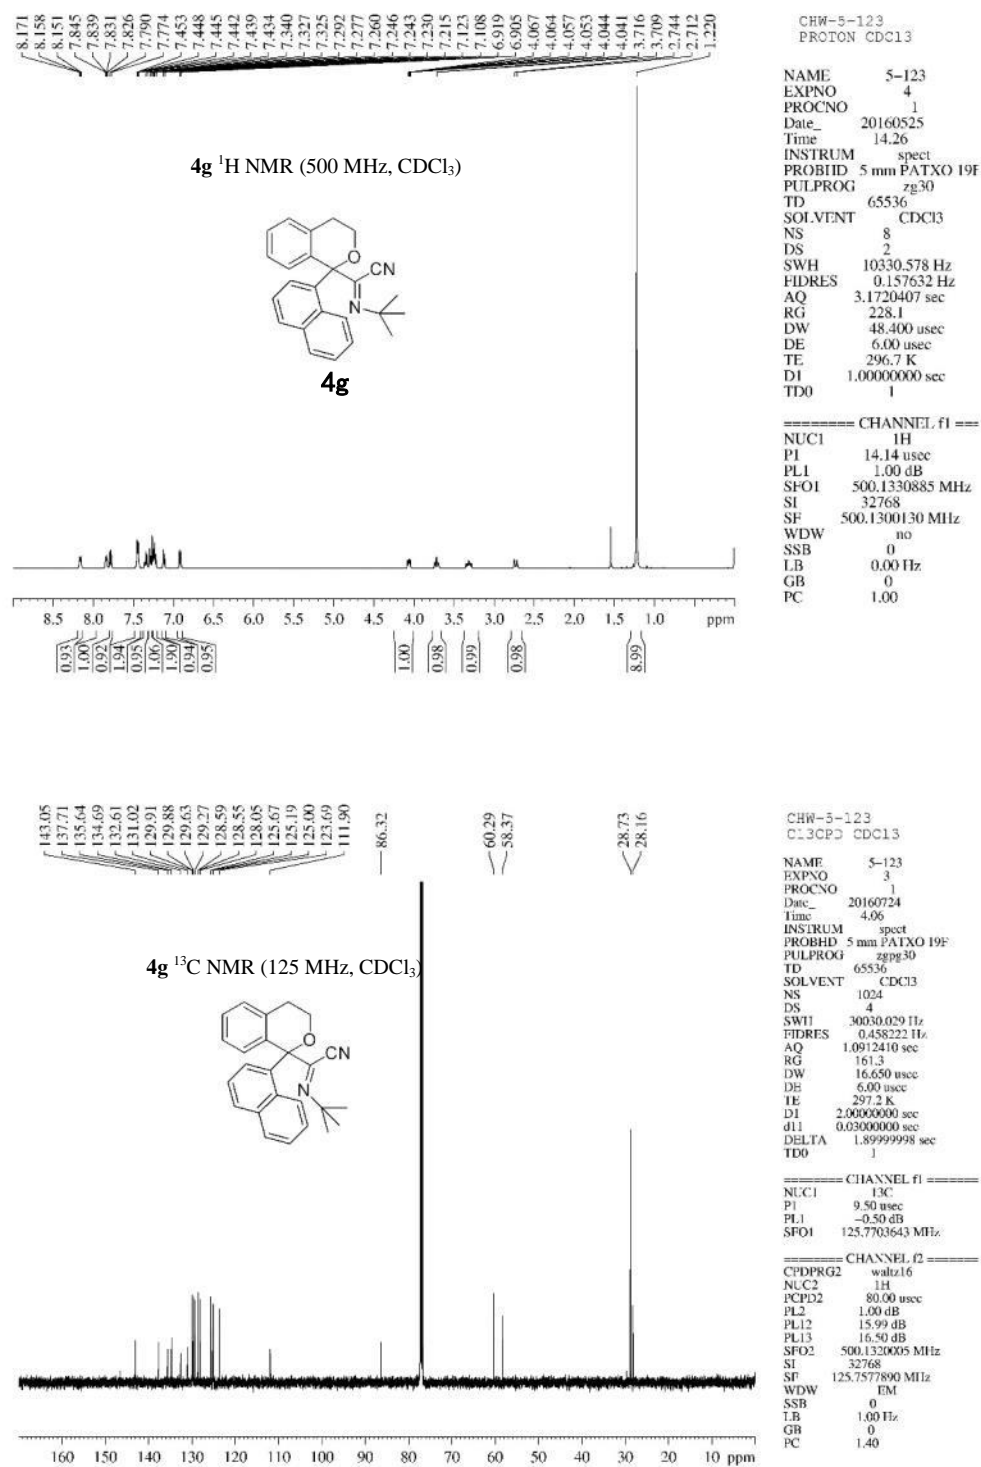 8.171
8.158
8.151
7.845
7.839
7.831
7.826
7.790
7.774
7.453
7.448
7.445
7.442
7.439
7.434
7.340
7.327
7.325
7.292
7.277
7.260
7.246
7.243
7.230
7.215
7.123
7.108
6.919
6.905
4.067
4.064
4.057
4.053
4.044
4.041
3.716
3.709
2.744
2.712
1.220
4g ¹H NMR (500 MHz, CDCl₃)
O
CN
N
4g
8.5 8.0 7.5 7.0 6.5 6.0 5.5 5.0 4.5 4.0 3.5 3.0 2.5 2.0 1.5 1.0 ppm
0.93
1.00
0.92
1.94
0.95
1.06
1.90
0.94
0.95
1.00
0.98
0.99
0.98
8.99
CHW-5-123
PROTON CDCl3
NAME 5-123
EXPNO 4
PROCNO 1
Date_ 20160525
Time 14.26
INSTRUM spect
PROBHD 5 mm PATXO 19F
PULPROG zg30
TD 65536
SOLVENT CDCl3
NS 8
DS 2
SWH 10330.578 Hz
FIDRES 0.157632 Hz
AQ 3.1720407 sec
RG 228.1
DW 48.400 usec
DE 6.00 usec
TE 296.7 K
D1 1.00000000 sec
TD0 1
======== CHANNEL f1 ===
NUC1 1H
P1 14.14 usec
PL1 1.00 dB
SFO1 500.1330885 MHz
SI 32768
SF 500.1300130 MHz
WDW no
SSB 0
LB 0.00 Hz
GB 0
PC 1.00
143.05
137.71
135.64
134.69
132.61
131.02
129.91
129.88
129.63
129.27
128.59
128.55
128.05
125.67
125.19
125.00
123.69
111.90
86.32
60.29
58.37
28.73
28.16
4g ¹³C NMR (125 MHz, CDCl₃)
O
CN
N
160 150 140 130 120 110 100 90 80 70 60 50 40 30 20 10 ppm
CHW-5-123
C13CPD CDCl3
NAME 5-123
EXPNO 3
PROCNO 1
Date_ 20160724
Time 4.06
INSTRUM spect
PROBHD 5 mm PATXO 19F
PULPROG zgpg30
TD 65536
SOLVENT CDCl3
NS 1024
DS 4
SWH 30030.029 Hz
FIDRES 0.458222 Hz
AQ 1.0912410 sec
RG 161.3
DW 16.650 usec
DE 6.00 usec
TE 297.2 K
D1 2.00000000 sec
d11 0.03000000 sec
DELTA 1.89999998 sec
TD0 1
======== CHANNEL f1 =======
NUC1 13C
P1 9.50 usec
PL1 -0.50 dB
SFO1 125.7703643 MHz
======== CHANNEL f2 =======
CPDPRG2 waltz16
NUC2 1H
PCPD2 80.00 usec
PL2 1.00 dB
PL12 15.99 dB
PL13 16.50 dB
SFO2 500.1320005 MHz
SI 32768
SF 125.7577890 MHz
WDW EM
SSB 0
LB 1.00 Hz
GB 0
PC 1.40